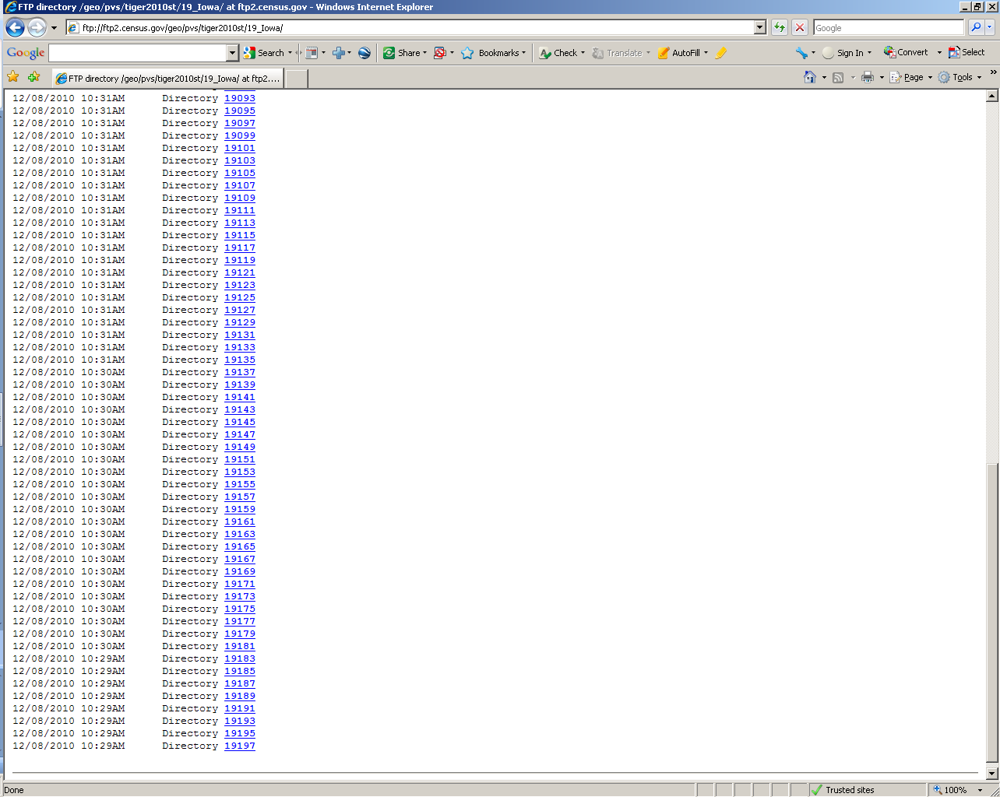 FTP directory /geo/pvs/tiger2010st/19_Iowa/ at ftp2.census.gov - Windows Internet Explorer
ftp://ftp2.census.gov/geo/pvs/tiger2010st/19_Iowa/
Google
Google Search Share Bookmarks Check Translate AutoFill Sign In Convert Select
FTP directory /geo/pvs/tiger2010st/19_Iowa/ at ftp2.... Page Tools
12/08/2010 10:31AM Directory 19093
12/08/2010 10:31AM Directory 19095
12/08/2010 10:31AM Directory 19097
12/08/2010 10:31AM Directory 19099
12/08/2010 10:31AM Directory 19101
12/08/2010 10:31AM Directory 19103
12/08/2010 10:31AM Directory 19105
12/08/2010 10:31AM Directory 19107
12/08/2010 10:31AM Directory 19109
12/08/2010 10:31AM Directory 19111
12/08/2010 10:31AM Directory 19113
12/08/2010 10:31AM Directory 19115
12/08/2010 10:31AM Directory 19117
12/08/2010 10:31AM Directory 19119
12/08/2010 10:31AM Directory 19121
12/08/2010 10:31AM Directory 19123
12/08/2010 10:31AM Directory 19125
12/08/2010 10:31AM Directory 19127
12/08/2010 10:31AM Directory 19129
12/08/2010 10:31AM Directory 19131
12/08/2010 10:31AM Directory 19133
12/08/2010 10:31AM Directory 19135
12/08/2010 10:30AM Directory 19137
12/08/2010 10:30AM Directory 19139
12/08/2010 10:30AM Directory 19141
12/08/2010 10:30AM Directory 19143
12/08/2010 10:30AM Directory 19145
12/08/2010 10:30AM Directory 19147
12/08/2010 10:30AM Directory 19149
12/08/2010 10:30AM Directory 19151
12/08/2010 10:30AM Directory 19153
12/08/2010 10:30AM Directory 19155
12/08/2010 10:30AM Directory 19157
12/08/2010 10:30AM Directory 19159
12/08/2010 10:30AM Directory 19161
12/08/2010 10:30AM Directory 19163
12/08/2010 10:30AM Directory 19165
12/08/2010 10:30AM Directory 19167
12/08/2010 10:30AM Directory 19169
12/08/2010 10:30AM Directory 19171
12/08/2010 10:30AM Directory 19173
12/08/2010 10:30AM Directory 19175
12/08/2010 10:30AM Directory 19177
12/08/2010 10:30AM Directory 19179
12/08/2010 10:30AM Directory 19181
12/08/2010 10:29AM Directory 19183
12/08/2010 10:29AM Directory 19185
12/08/2010 10:29AM Directory 19187
12/08/2010 10:29AM Directory 19189
12/08/2010 10:29AM Directory 19191
12/08/2010 10:29AM Directory 19193
12/08/2010 10:29AM Directory 19195
12/08/2010 10:29AM Directory 19197
Done Trusted sites 100%